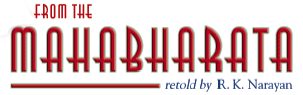 FROM THE
MAHABHARATA
retold by R. K. Narayan